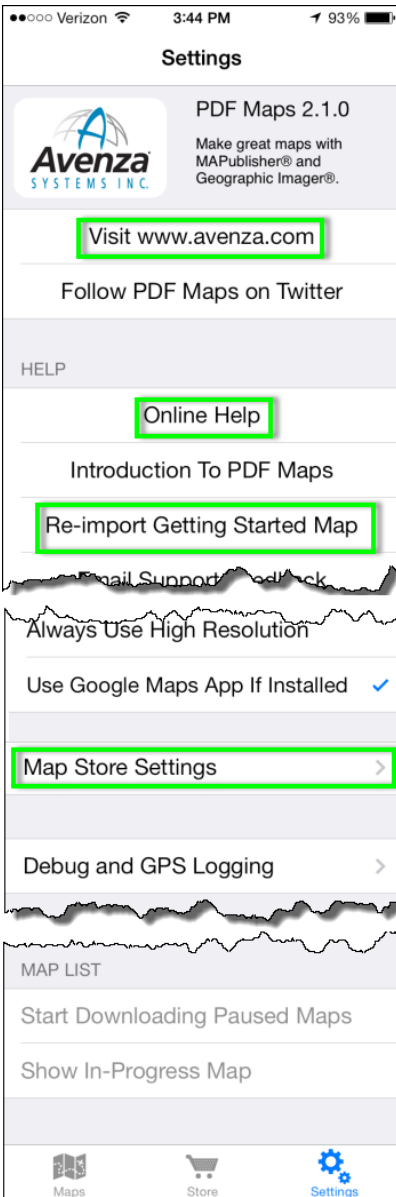 Verizon 3:44 PM 93%
Settings
PDF Maps 2.1.0
Make great maps with
MAPublisher® and
Geographic Imager®.
Avenza
SYSTEMS INC.
Visit www.avenza.com
Follow PDF Maps on Twitter
HELP
Online Help
Introduction To PDF Maps
Re-import Getting Started Map
Email Support
Always Use High Resolution
Use Google Maps App If Installed
Map Store Settings
Debug and GPS Logging
MAP LIST
Start Downloading Paused Maps
Show In-Progress Map
Maps Store Settings